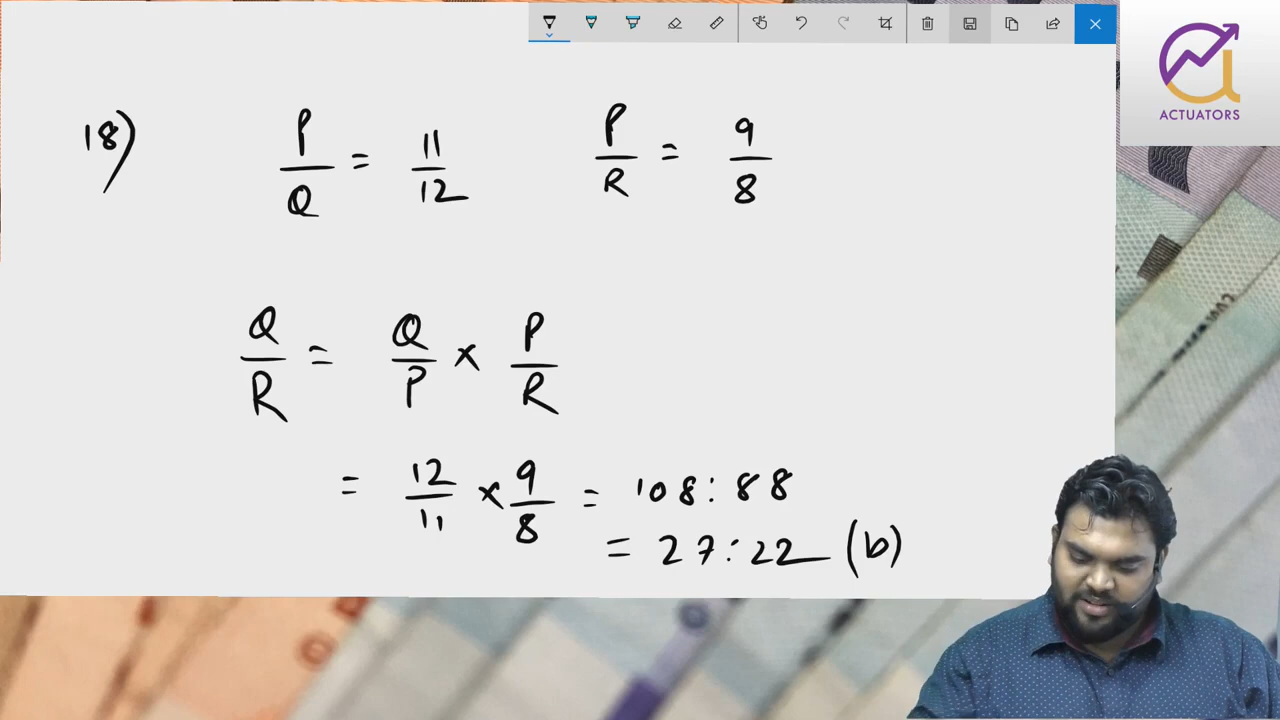 ACTUATORS
18) P/Q = 11/12 P/R = 9/8
Q/R = Q/P × P/R
= 12/11 × 9/8 = 108:88
= 27:22 (b)